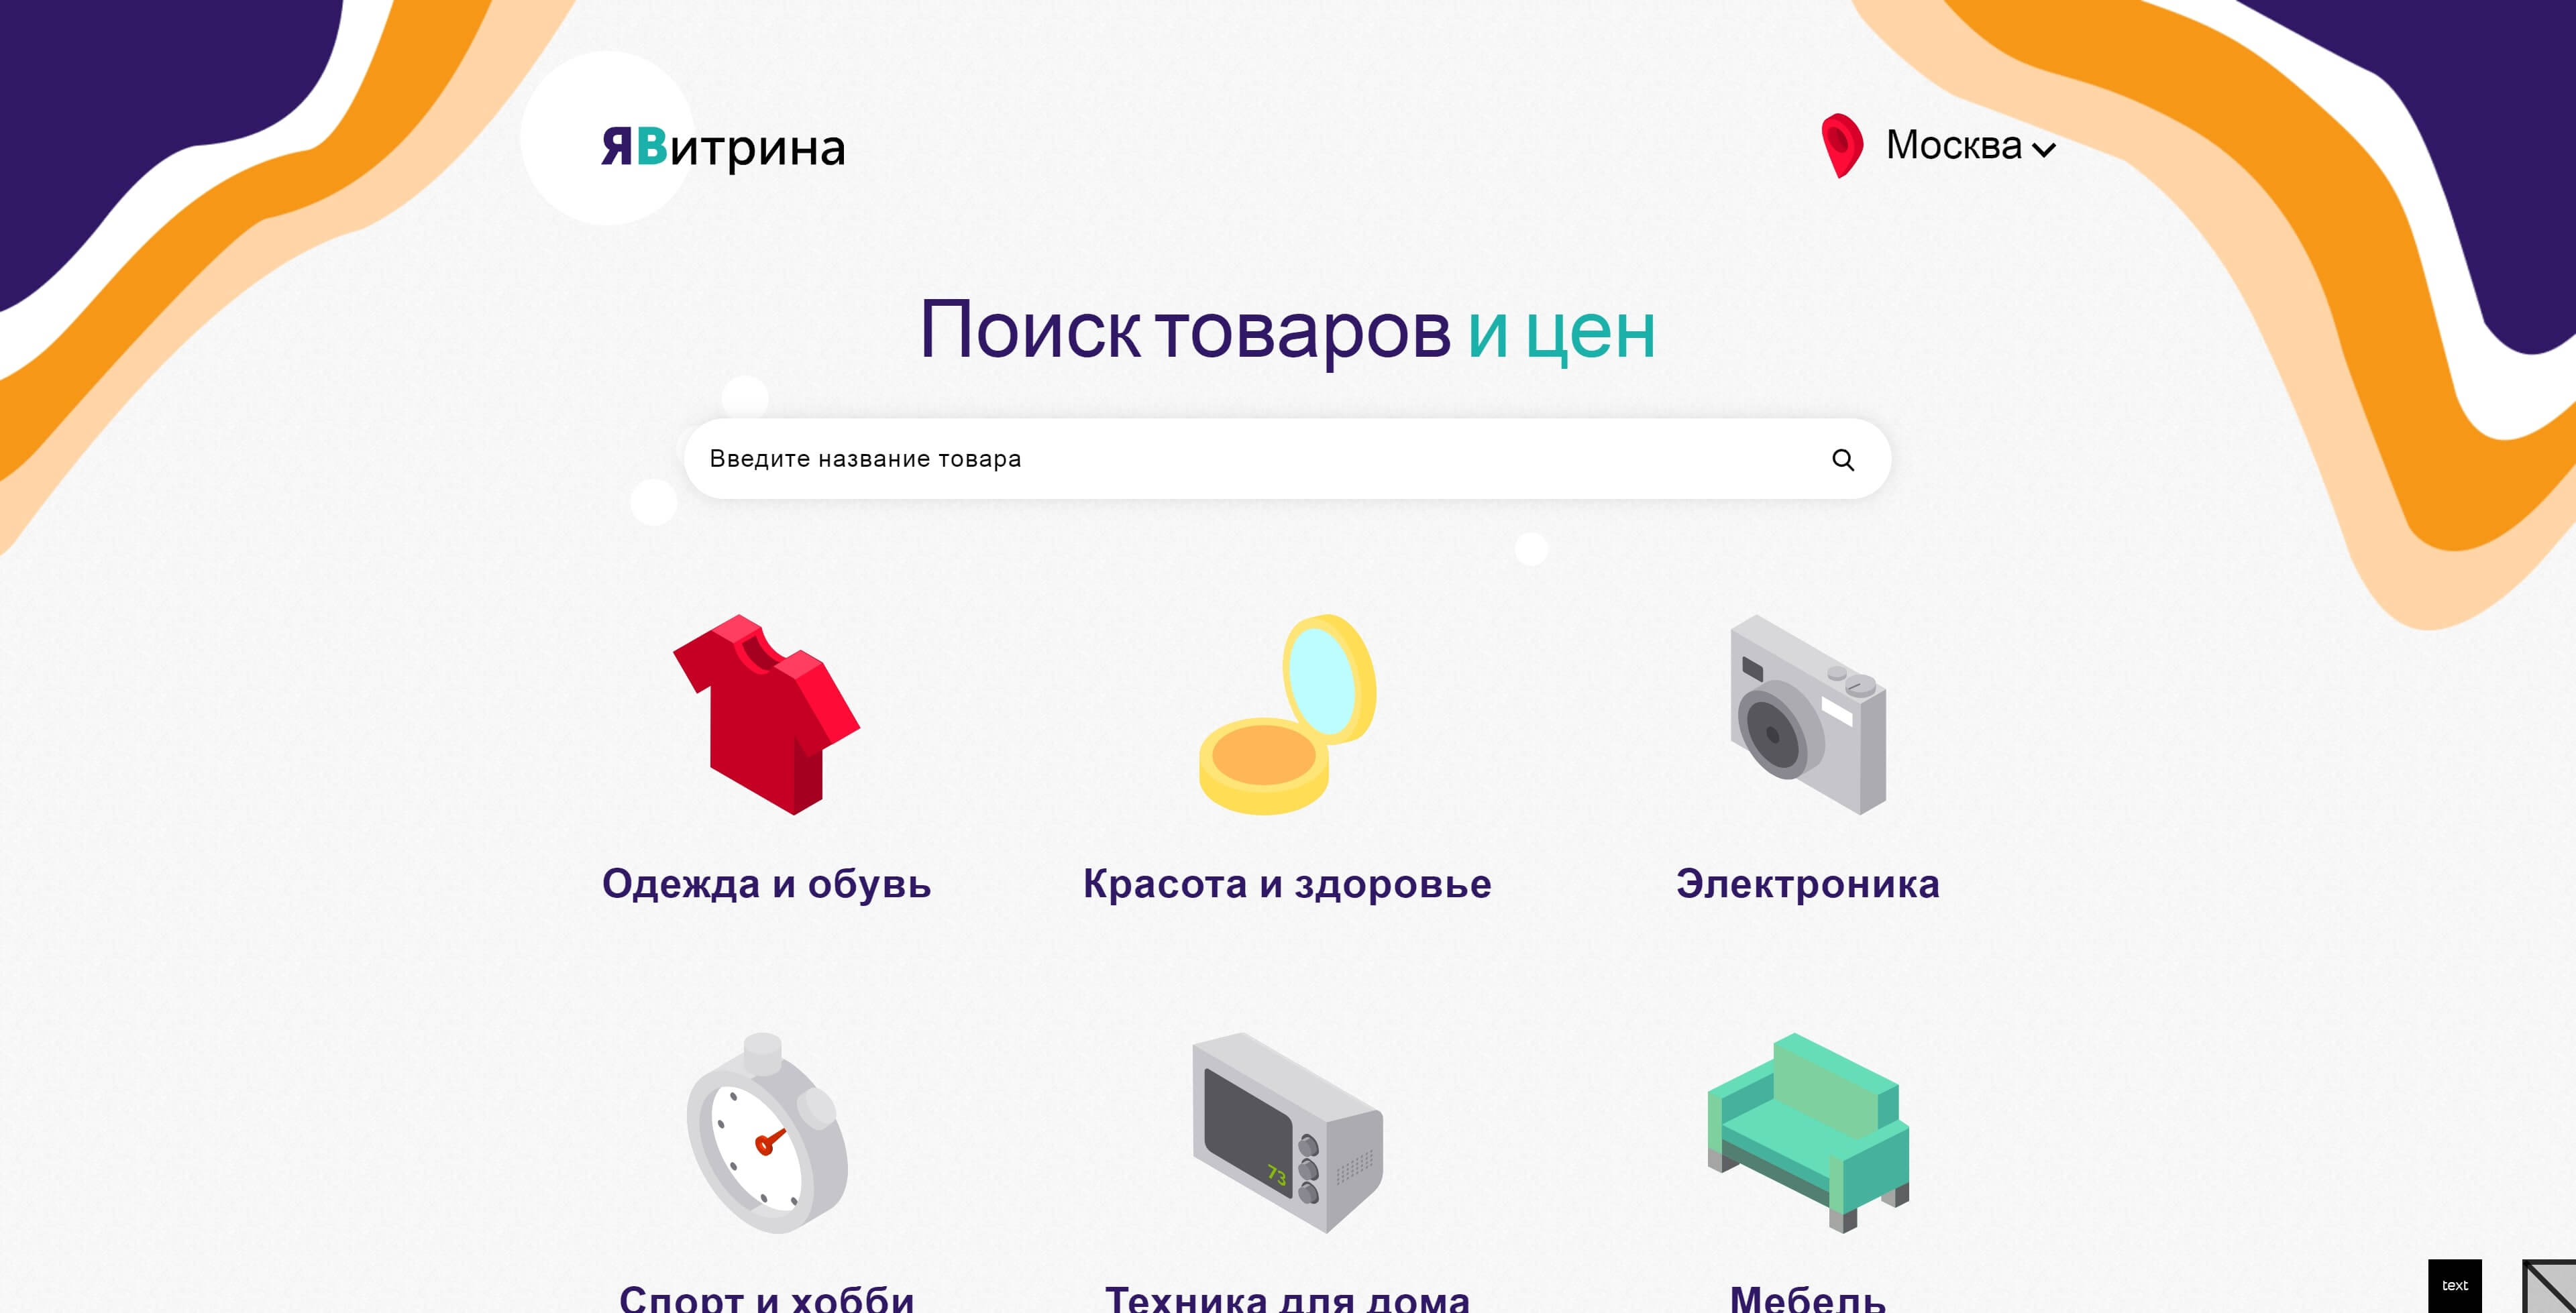 ЯВитрина
Москва
Поиск товаров и цен
Введите название товара
Одежда и обувь
Красота и здоровье
Электроника
73
Спорт и хобби
Техника для дома
Мебель
text